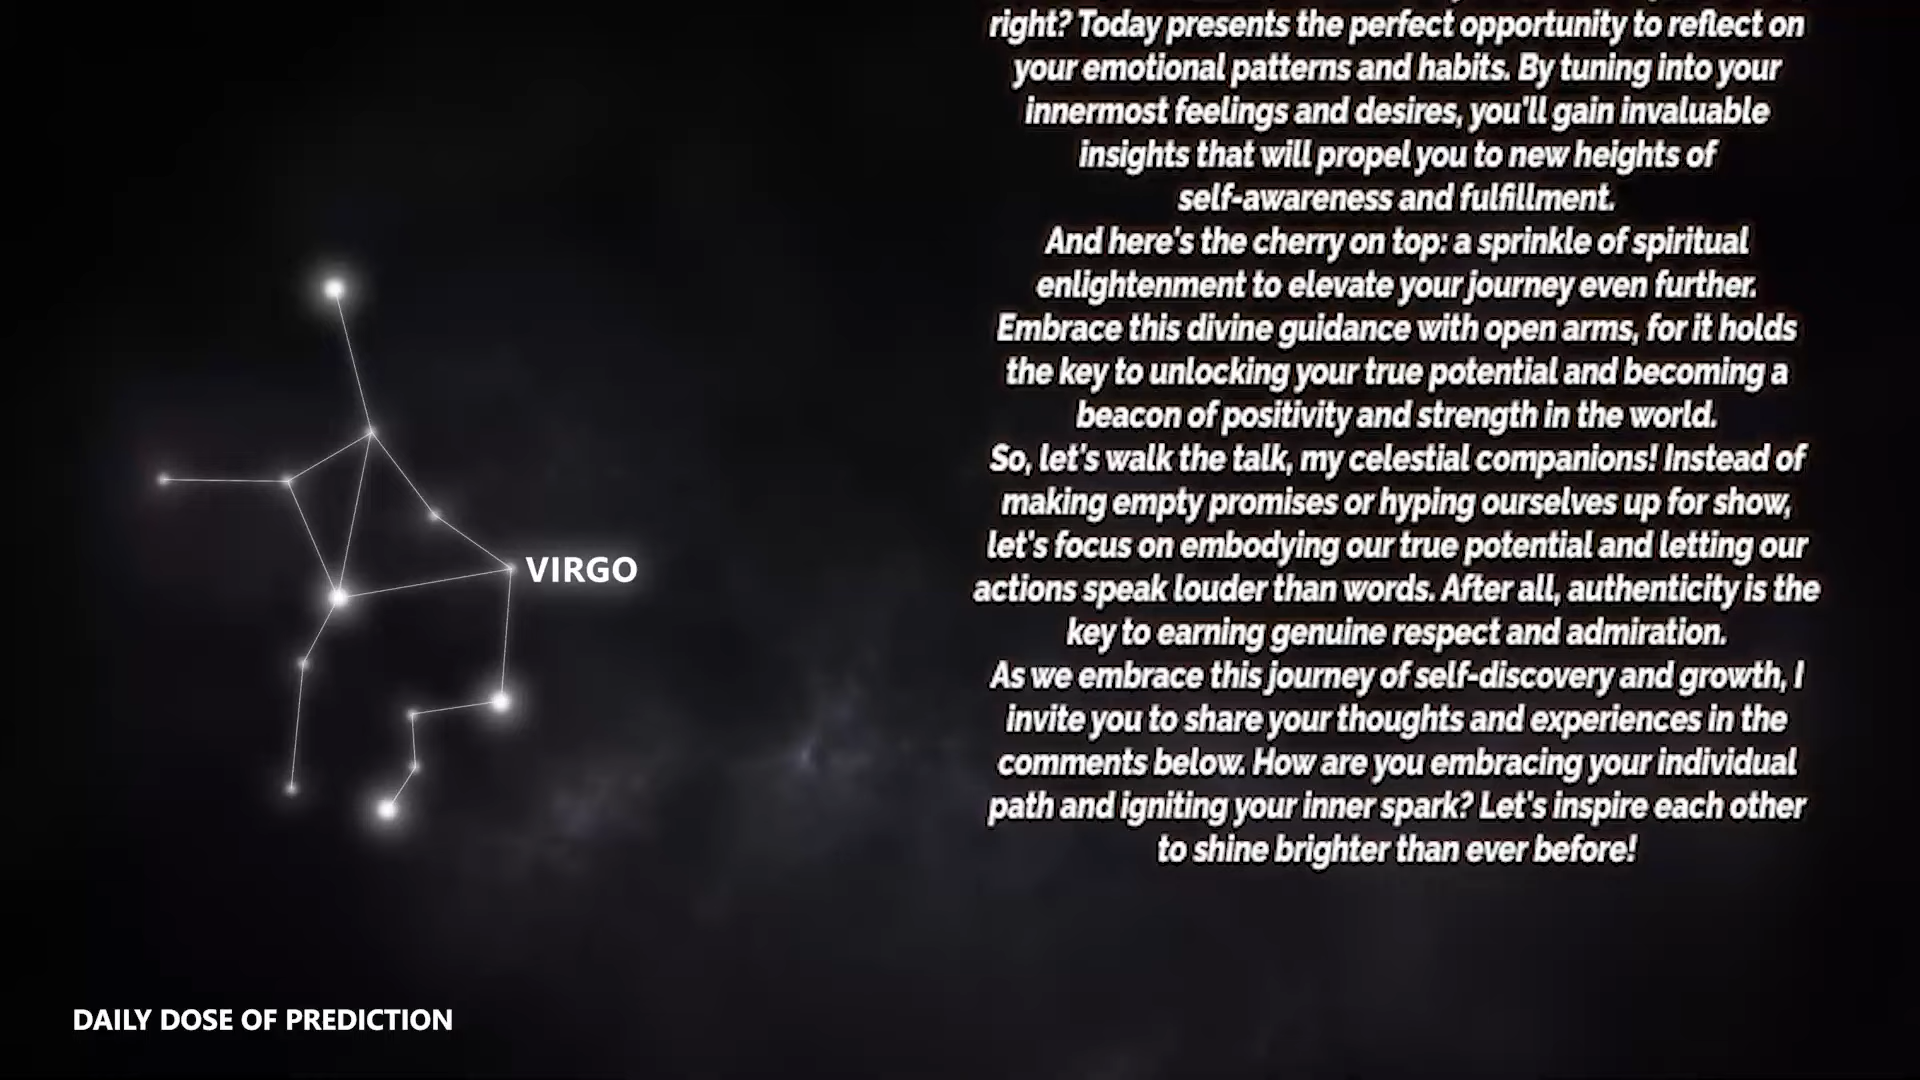 right? Today presents the perfect opportunity to reflect on
your emotional patterns and habits. By tuning into your
innermost feelings and desires, you'll gain invaluable
insights that will propel you to new heights of
self-awareness and fulfillment.
And here's the cherry on top: a sprinkle of spiritual
enlightenment to elevate your journey even further.
Embrace this divine guidance with open arms, for it holds
the key to unlocking your true potential and becoming a
beacon of positivity and strength in the world.
So, let's walk the talk, my celestial companions! Instead of
making empty promises or hyping ourselves up for show,
let's focus on embodying our true potential and letting our
actions speak louder than words. After all, authenticity is the
key to earning genuine respect and admiration.
As we embrace this journey of self-discovery and growth, I
invite you to share your thoughts and experiences in the
comments below. How are you embracing your individual
path and igniting your inner spark? Let's inspire each other
to shine brighter than ever before!
VIRGO
DAILY DOSE OF PREDICTION